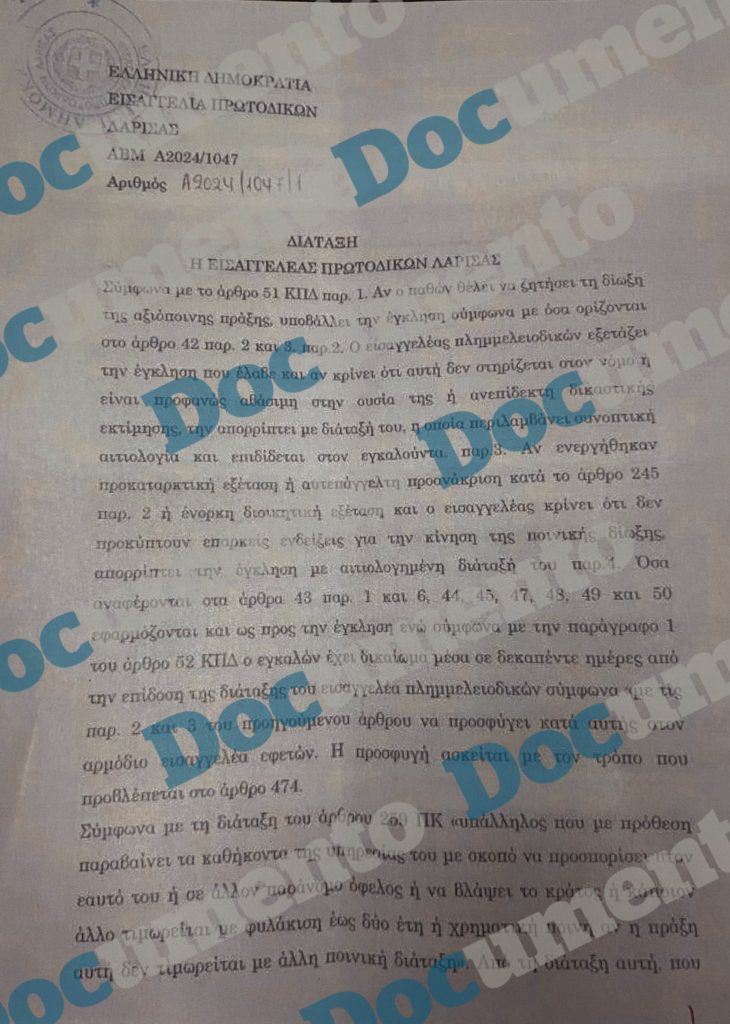 ΕΛΛΗΝΙΚΗ ΔΗΜΟΚΡΑΤΙΑ
ΕΙΣΑΓΓΕΛΙΑ ΠΡΩΤΟΔΙΚΩΝ
ΛΑΡΙΣΑΣ
ΑΒΜ Α2024/1047
Αριθμός Α2024/1047/1
ΔΙΑΤΑΞΗ
Η ΕΙΣΑΓΓΕΛΕΑΣ ΠΡΩΤΟΔΙΚΩΝ ΛΑΡΙΣΑΣ
Σύμφωνα με το άρθρο 51 ΚΠΔ παρ. 1. Αν ο παθών θέλει να ζητήσει τη δίωξη
της αξιόποινης πράξης, υποβάλλει την έγκληση σύμφωνα με όσα ορίζονται
στο άρθρο 42 παρ. 2 και 3. παρ.2. Ο εισαγγελέας πλημμελειοδικών εξετάζει
την έγκληση που έλαβε και αν κρίνει ότι αυτή δεν στηρίζεται στον νόμο ή
είναι προφανώς αβάσιμη στην ουσία της ή ανεπίδεκτη δικαστικής
εκτίμησης, την απορρίπτει με διάταξή του, η οποία περιλαμβάνει συνοπτική
αιτιολογία και επιδίδεται στον εγκαλούντα. παρ.3. Αν ενεργήθηκαν
προκαταρκτική εξέταση ή αυτεπάγγελτη προανάκριση κατά το άρθρο 245
παρ. 2 ή ένορκη διοικητική εξέταση και ο εισαγγελέας κρίνει ότι δεν
προκύπτουν επαρκείς ενδείξεις για την κίνηση της ποινικής δίωξης,
απορρίπτει την έγκληση με αιτιολογημένη διάταξή του παρ.4. Όσα
αναφέρονται στα άρθρα 43 παρ. 1 και 6, 44, 45, 47, 48, 49 και 50
εφαρμόζονται και ως προς την έγκληση ενώ σύμφωνα με την παράγραφο 1
του άρθρο 52 ΚΠΔ ο εγκαλών έχει δικαίωμα μέσα σε δεκαπέντε ημέρες από
την επίδοση της διάταξης του εισαγγελέα πλημμελειοδικών σύμφωνα με τις
παρ. 2 και 3 του προηγούμενου άρθρου να προσφύγει κατά αυτής στον
αρμόδιο εισαγγελέα εφετών. Η προσφυγή ασκείται με τον τρόπο που
προβλέπεται στο άρθρο 474.
Σύμφωνα με τη διάταξη του άρθρου 259 ΠΚ «υπάλληλος που με πρόθεση
παραβαίνει τα καθήκοντα της υπηρεσίας του με σκοπό να προσπορίσει στον
εαυτό του ή σε άλλον παράνομο όφελος ή να βλάψει το κράτος ή κάποιον
άλλο τιμωρείται με φυλάκιση έως δύο έτη ή χρηματική ποινή αν η πράξη
αυτή δεν τιμωρείται με άλλη ποινική διάταξη». Από τη διάταξη αυτή, που
Documento
Documento
Documento
Documento
Documento
Documento
Documento
Documento
Documento